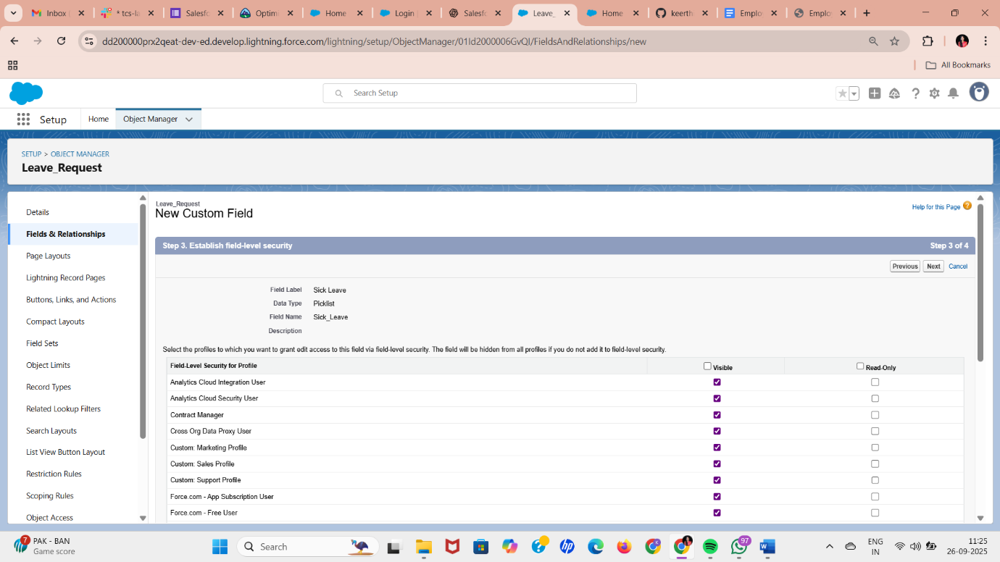 Inbox (
* tcs-la
Salesfo
Optimi
Home
Login
Salesfo
Leave_
Home
keerth
Emplo
Emplo
dd200000prx2qeat-dev-ed.develop.lightning.force.com/lightning/setup/ObjectManager/01Id2000006GvQI/FieldsAndRelationships/new
All Bookmarks
Search Setup
Setup
Home
Object Manager
SETUP > OBJECT MANAGER
Leave_Request
Details
Fields & Relationships
Page Layouts
Lightning Record Pages
Buttons, Links, and Actions
Compact Layouts
Field Sets
Object Limits
Record Types
Related Lookup Filters
Search Layouts
List View Button Layout
Restriction Rules
Scoping Rules
Object Access
Leave_Request
New Custom Field
Help for this Page
Step 3. Establish field-level security
Step 3 of 4
Previous
Next
Cancel
Field Label Sick Leave
Data Type Picklist
Field Name Sick_Leave
Description
Select the profiles to which you want to grant edit access to this field via field-level security. The field will be hidden from all profiles if you do not add it to field-level security.
Field-Level Security for Profile Visible Read-Only
Analytics Cloud Integration User
Analytics Cloud Security User
Contract Manager
Cross Org Data Proxy User
Custom: Marketing Profile
Custom: Sales Profile
Custom: Support Profile
Force.com - App Subscription User
Force.com - Free User
7
PAK - BAN
Game score
Search
97
ENG
IN
11:25
26-09-2025